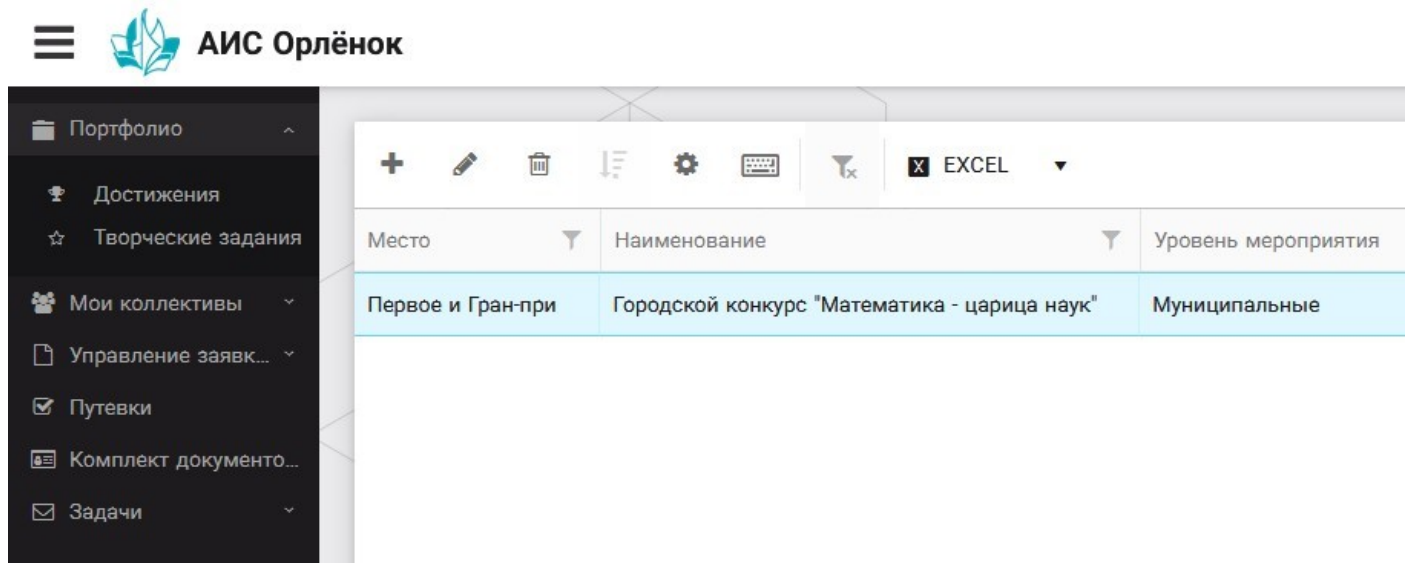 АИС Орлёнок
Портфолио
Достижения
Творческие задания
Мои коллективы
Управление заявк...
Путевки
Комплект документо...
Задачи
X EXCEL
Место Наименование Уровень мероприятия
Первое и Гран-при Городской конкурс "Математика - царица наук" Муниципальные